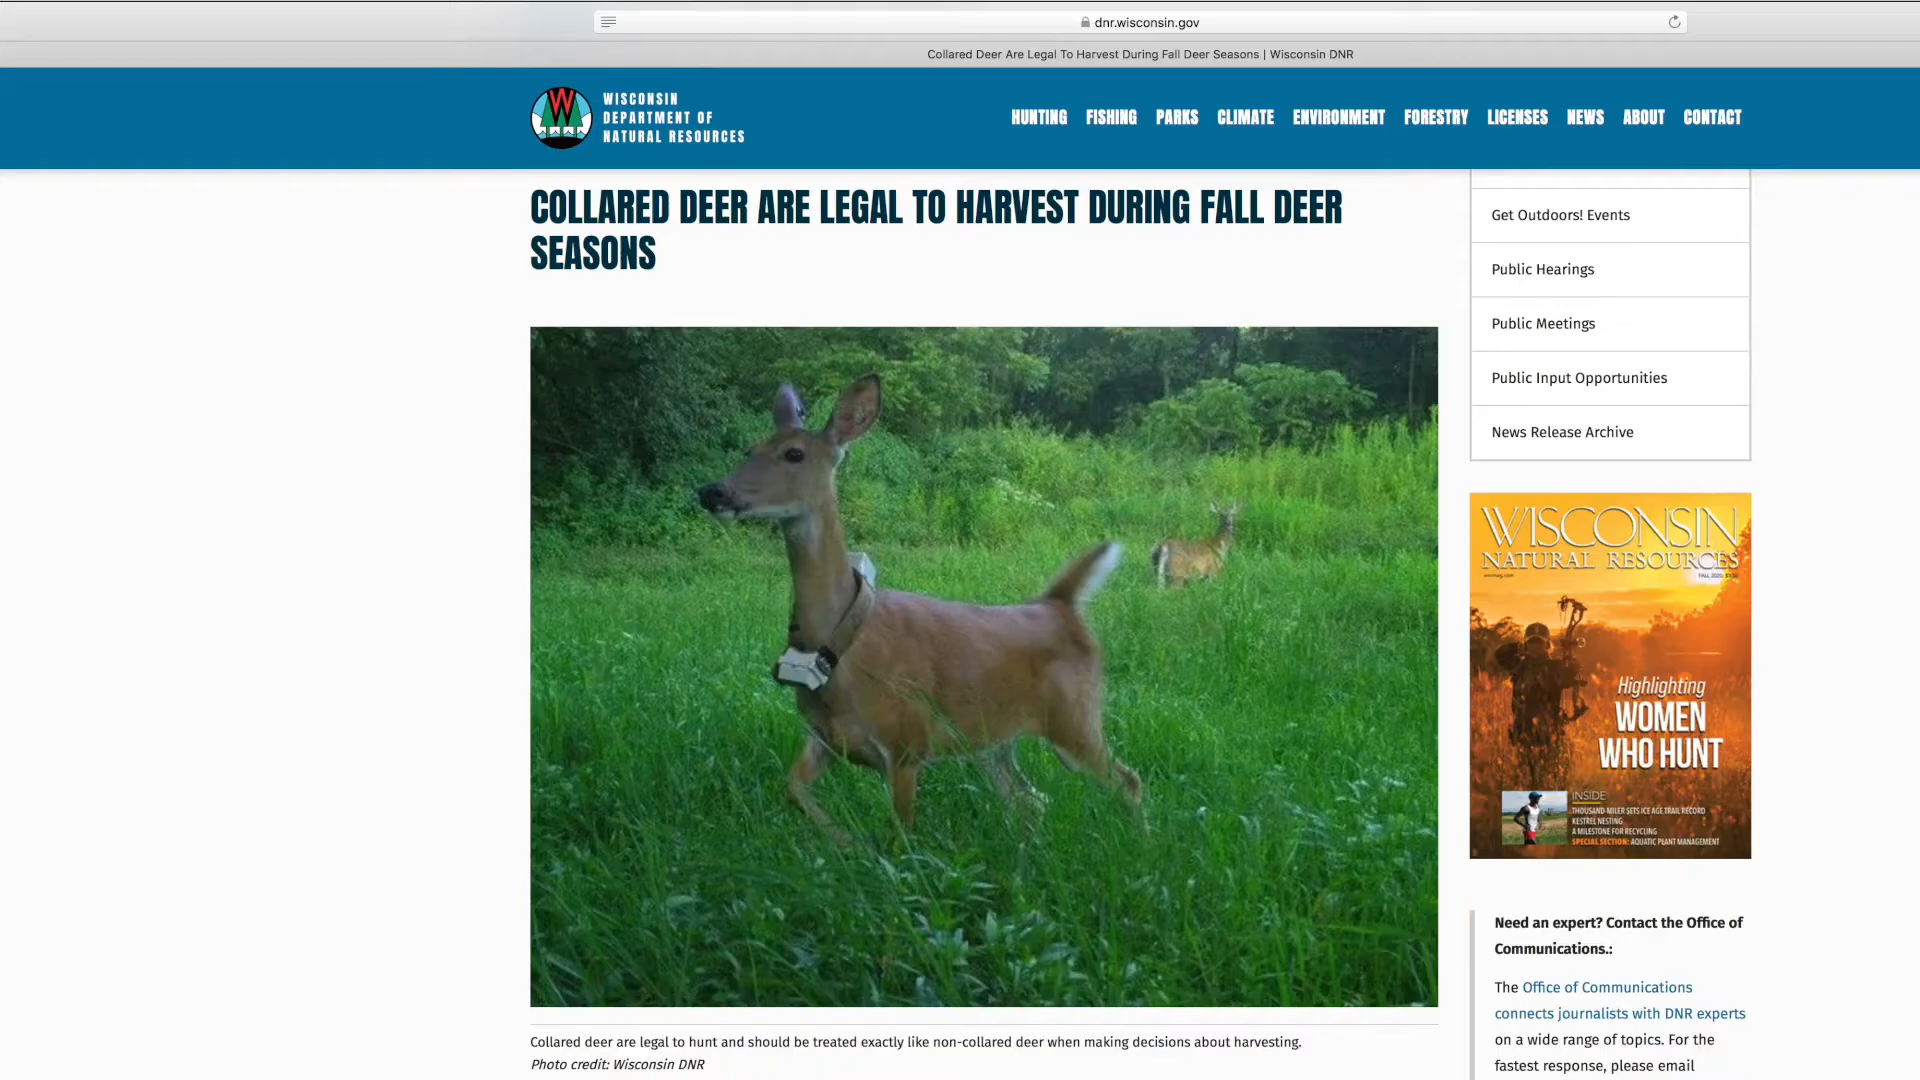 dnr.wisconsin.gov
Collared Deer Are Legal To Harvest During Fall Deer Seasons | Wisconsin DNR
WISCONSIN
DEPARTMENT OF
NATURAL RESOURCES
HUNTING FISHING PARKS CLIMATE ENVIRONMENT FORESTRY LICENSES NEWS ABOUT CONTACT
COLLARED DEER ARE LEGAL TO HARVEST DURING FALL DEER
SEASONS
Collared deer are legal to hunt and should be treated exactly like non-collared deer when making decisions about harvesting.
Photo credit: Wisconsin DNR
Get Outdoors! Events
Public Hearings
Public Meetings
Public Input Opportunities
News Release Archive
WISCONSIN
NATURAL RESOURCES
FALL 2020
Highlighting
WOMEN
WHO HUNT
INSIDE
THOUSAND-MILER SETS ICE AGE TRAIL RECORD
KESTREL NESTING
A MILESTONE FOR RECYCLING
SPECIAL SECTION: AQUATIC PLANT MANAGEMENT
Need an expert? Contact the Office of
Communications.:
The Office of Communications
connects journalists with DNR experts
on a wide range of topics. For the
fastest response, please email